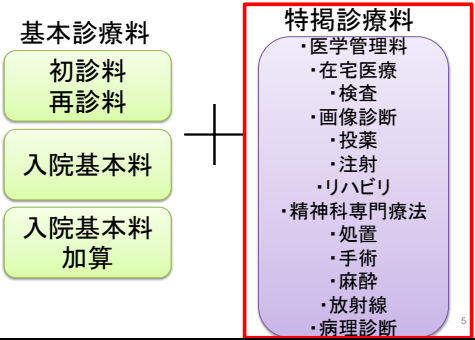 基本診療料
初診料
再診料
入院基本料
入院基本料
加算
特掲診療料
・医学管理料
・在宅医療
・検査
・画像診断
・投薬
・注射
・リハビリ
・精神科専門療法
・処置
・手術
・麻酔
・放射線
・病理診断
5